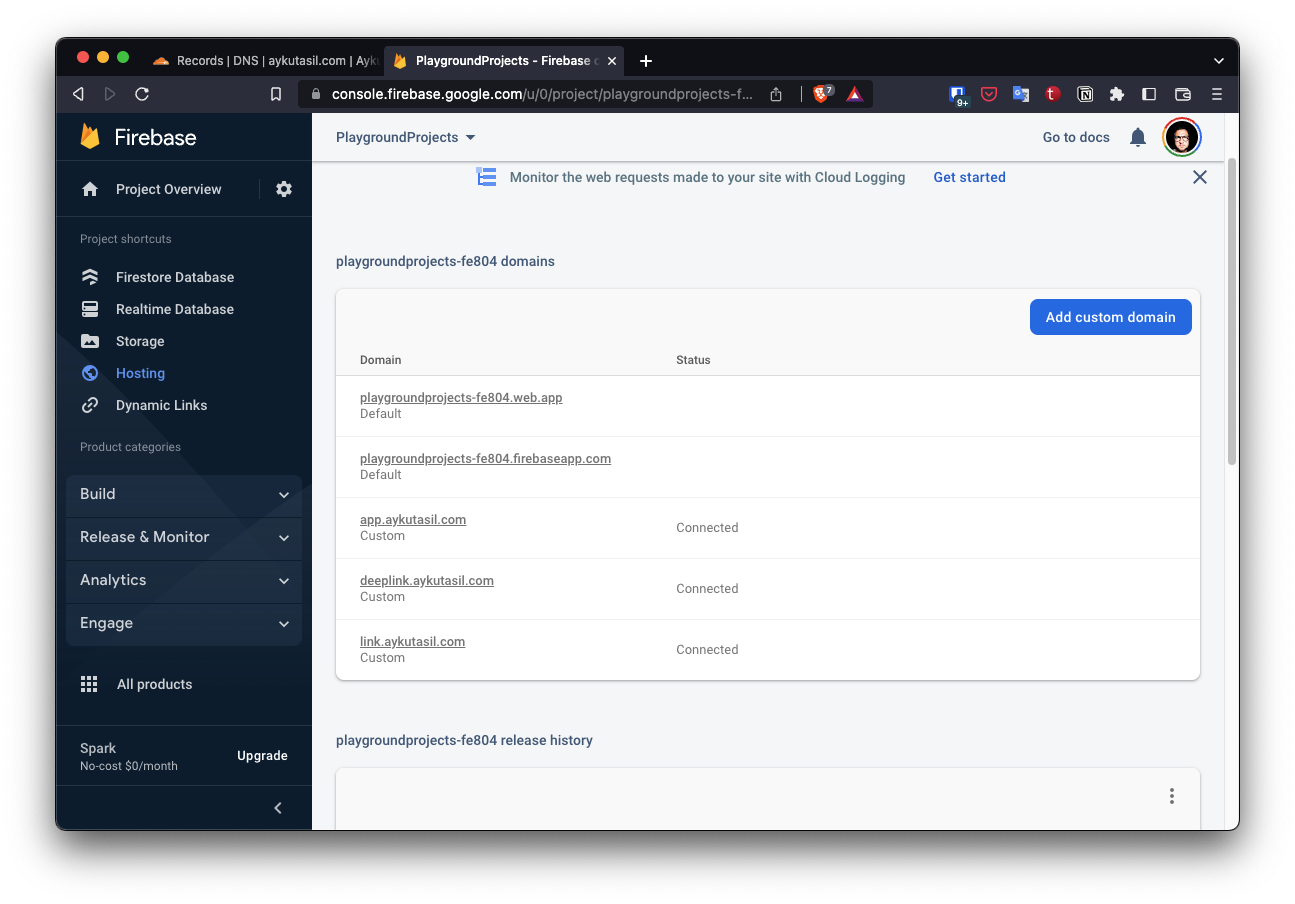 Records | DNS | aykutasil.com | Ayk
PlaygroundProjects - Firebase c
console.firebase.google.com/u/0/project/playgroundprojects-f...
7
9+
Firebase
PlaygroundProjects
Go to docs
Project Overview
Monitor the web requests made to your site with Cloud Logging
Get started
Project shortcuts
Firestore Database
Realtime Database
Storage
Hosting
Dynamic Links
Product categories
Build
Release & Monitor
Analytics
Engage
All products
Spark
No-cost $0/month
Upgrade
playgroundprojects-fe804 domains
Add custom domain
Domain
Status
playgroundprojects-fe804.web.app
Default
playgroundprojects-fe804.firebaseapp.com
Default
app.aykutasil.com
Custom
Connected
deeplink.aykutasil.com
Custom
Connected
link.aykutasil.com
Custom
Connected
playgroundprojects-fe804 release history